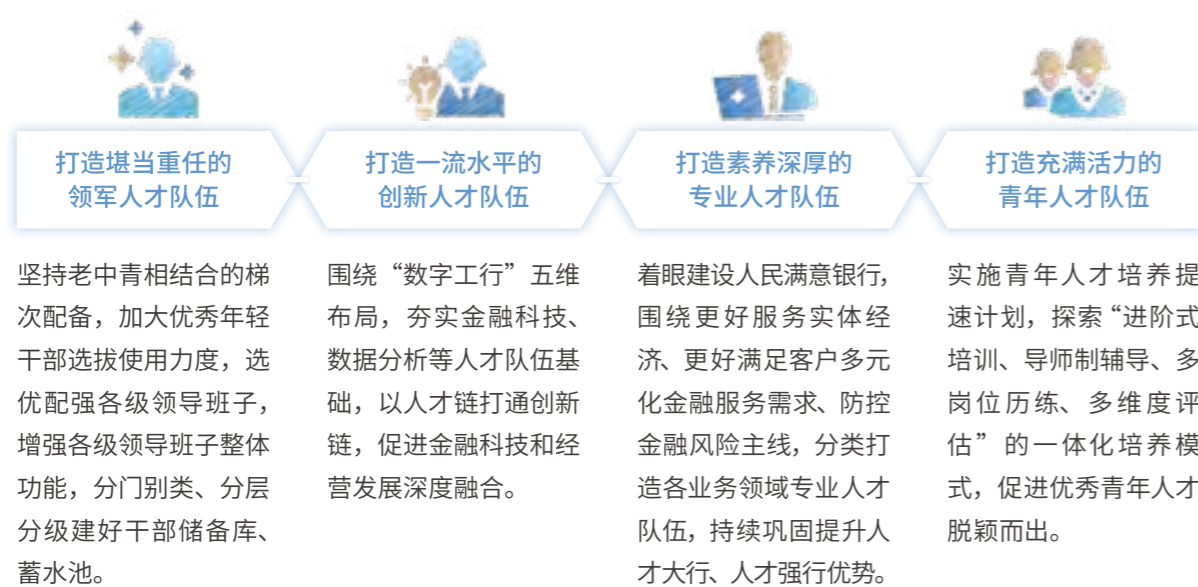 打造堪当重任的
领军人才队伍
坚持老中青相结合的梯
次配备，加大优秀年轻
干部选拔使用力度，选
优配强各级领导班子，
增强各级领导班子整体
功能，分门别类、分层
分级建好干部储备库、
蓄水池。
打造一流水平的
创新人才队伍
围绕“数字工行”五维
布局，夯实金融科技、
数据分析等人才队伍基
础，以人才链打通创新
链，促进金融科技和经
营发展深度融合。
打造素养深厚的
专业人才队伍
着眼建设人民满意银行，
围绕更好服务实体经
济、更好满足客户多元
化金融服务需求、防控
金融风险主线，分类打
造各业务领域专业人才
队伍，持续巩固提升人
才大行、人才强行优势。
打造充满活力的
青年人才队伍
实施青年人才培养提
速计划，探索“进阶式
培训、导师制辅导、多
岗位历练、多维度评
估”的一体化培养模
式，促进优秀青年人才
脱颖而出。